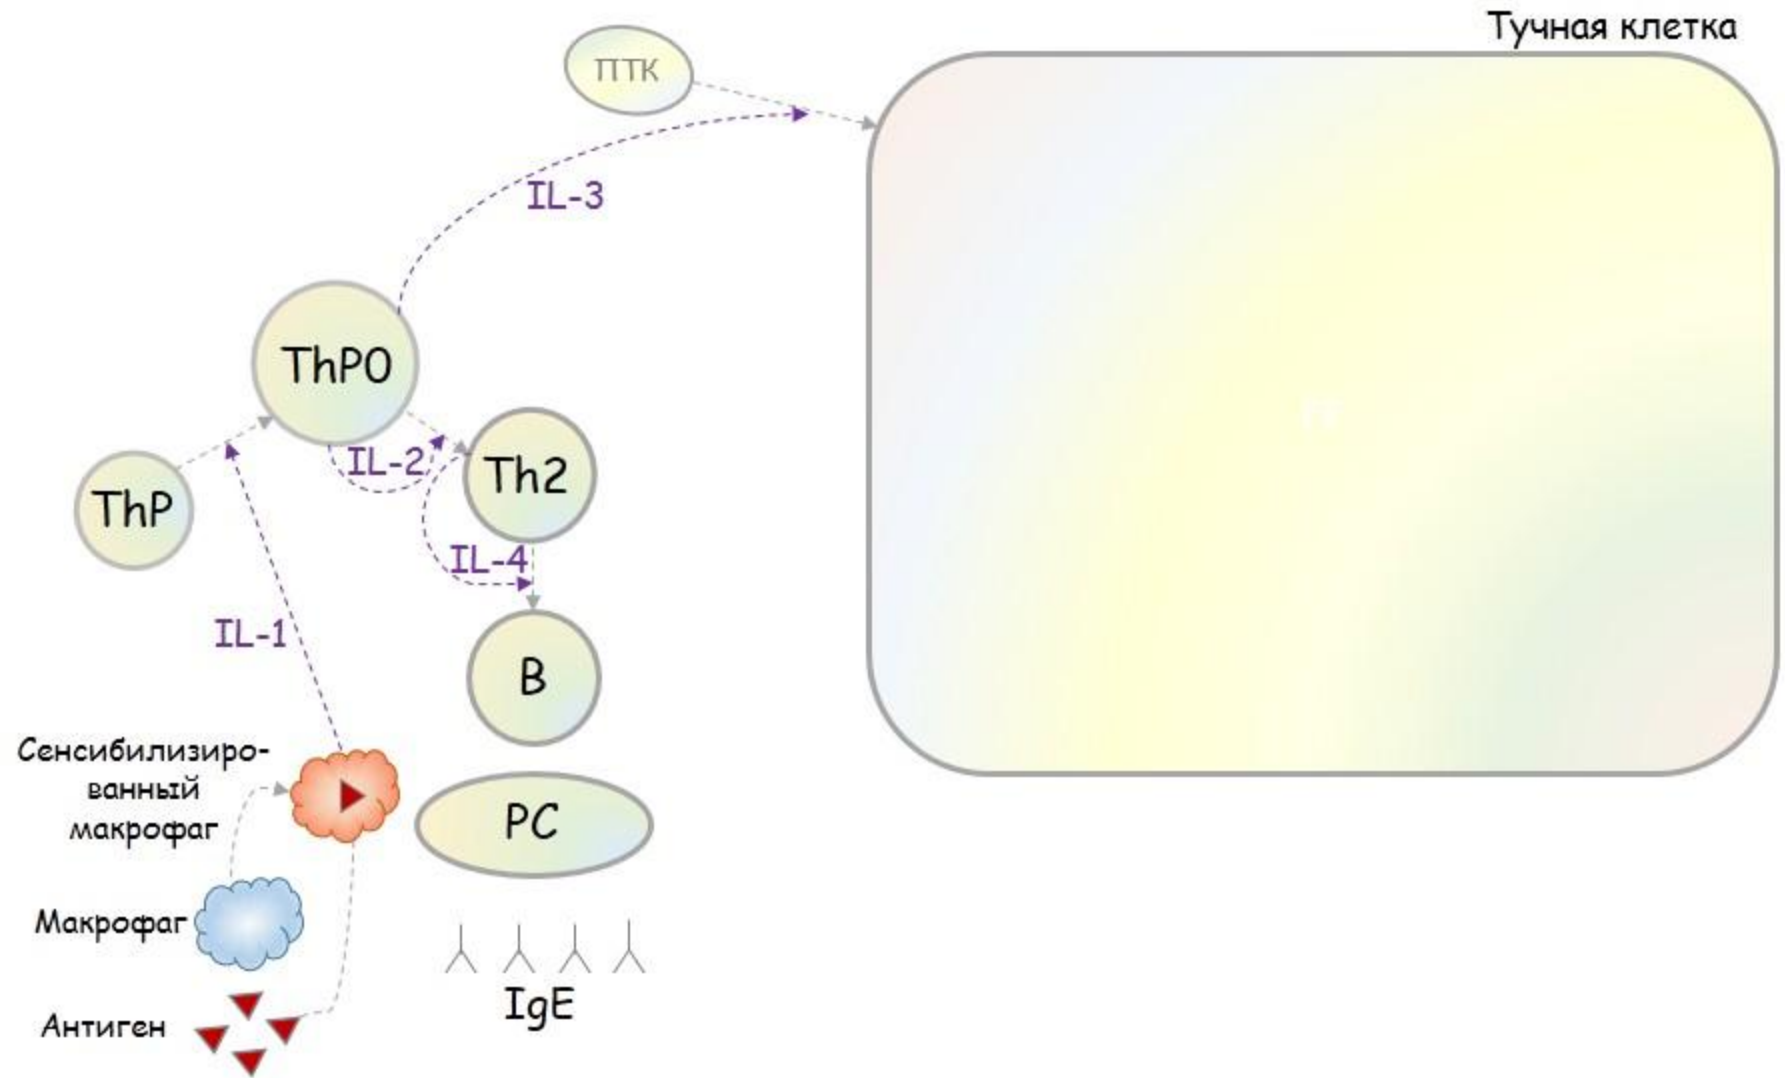 Тучная клетка
ПТК
IL-3
ThP0
IL-2
Th2
ThP
IL-4
IL-1
B
Сенсибилизиро-
ванный
макрофаг
PC
Макрофаг
IgE
Антиген